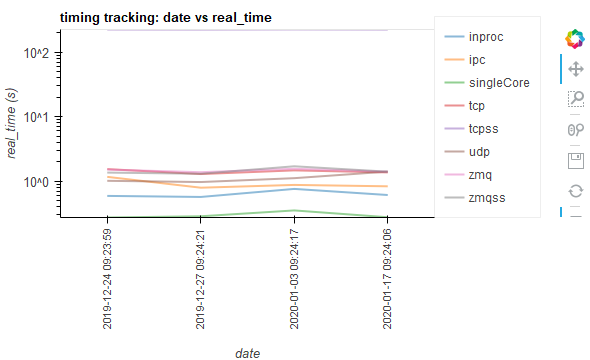 timing tracking: date vs real_time
real_time (s)
10^2
10^1
10^0
inproc
ipc
singleCore
tcp
tcpss
udp
zmq
zmqss
2019-12-24 09:23:59
2019-12-27 09:24:21
2020-01-03 09:24:17
2020-01-17 09:24:06
date